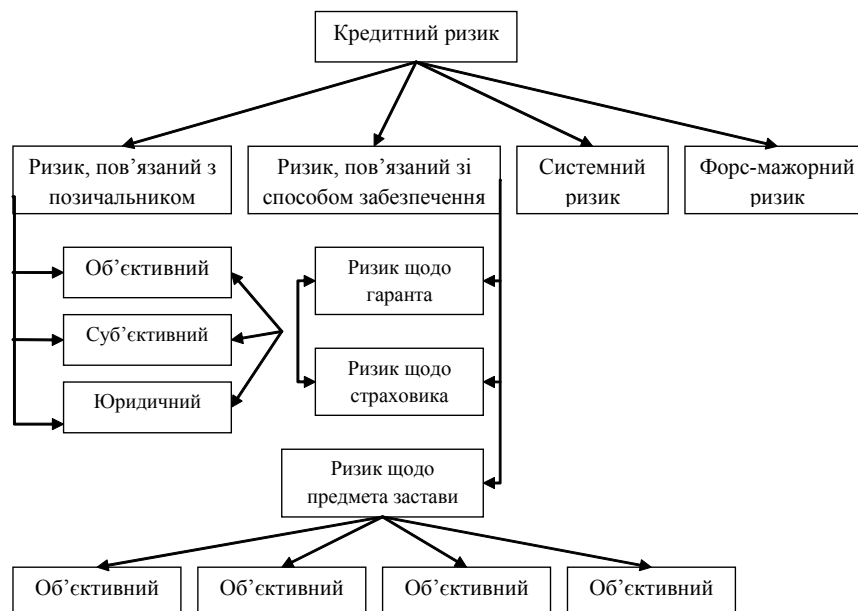 Кредитний ризик
Ризик, пов’язаний з
позичальником
Ризик, пов’язаний зі
способом забезпечення
Системний
ризик
Форс-мажорний
ризик
Об’єктивний
Суб’єктивний
Юридичний
Ризик щодо
гаранта
Ризик щодо
страховика
Ризик щодо
предмета застави
Об’єктивний
Об’єктивний
Об’єктивний
Об’єктивний